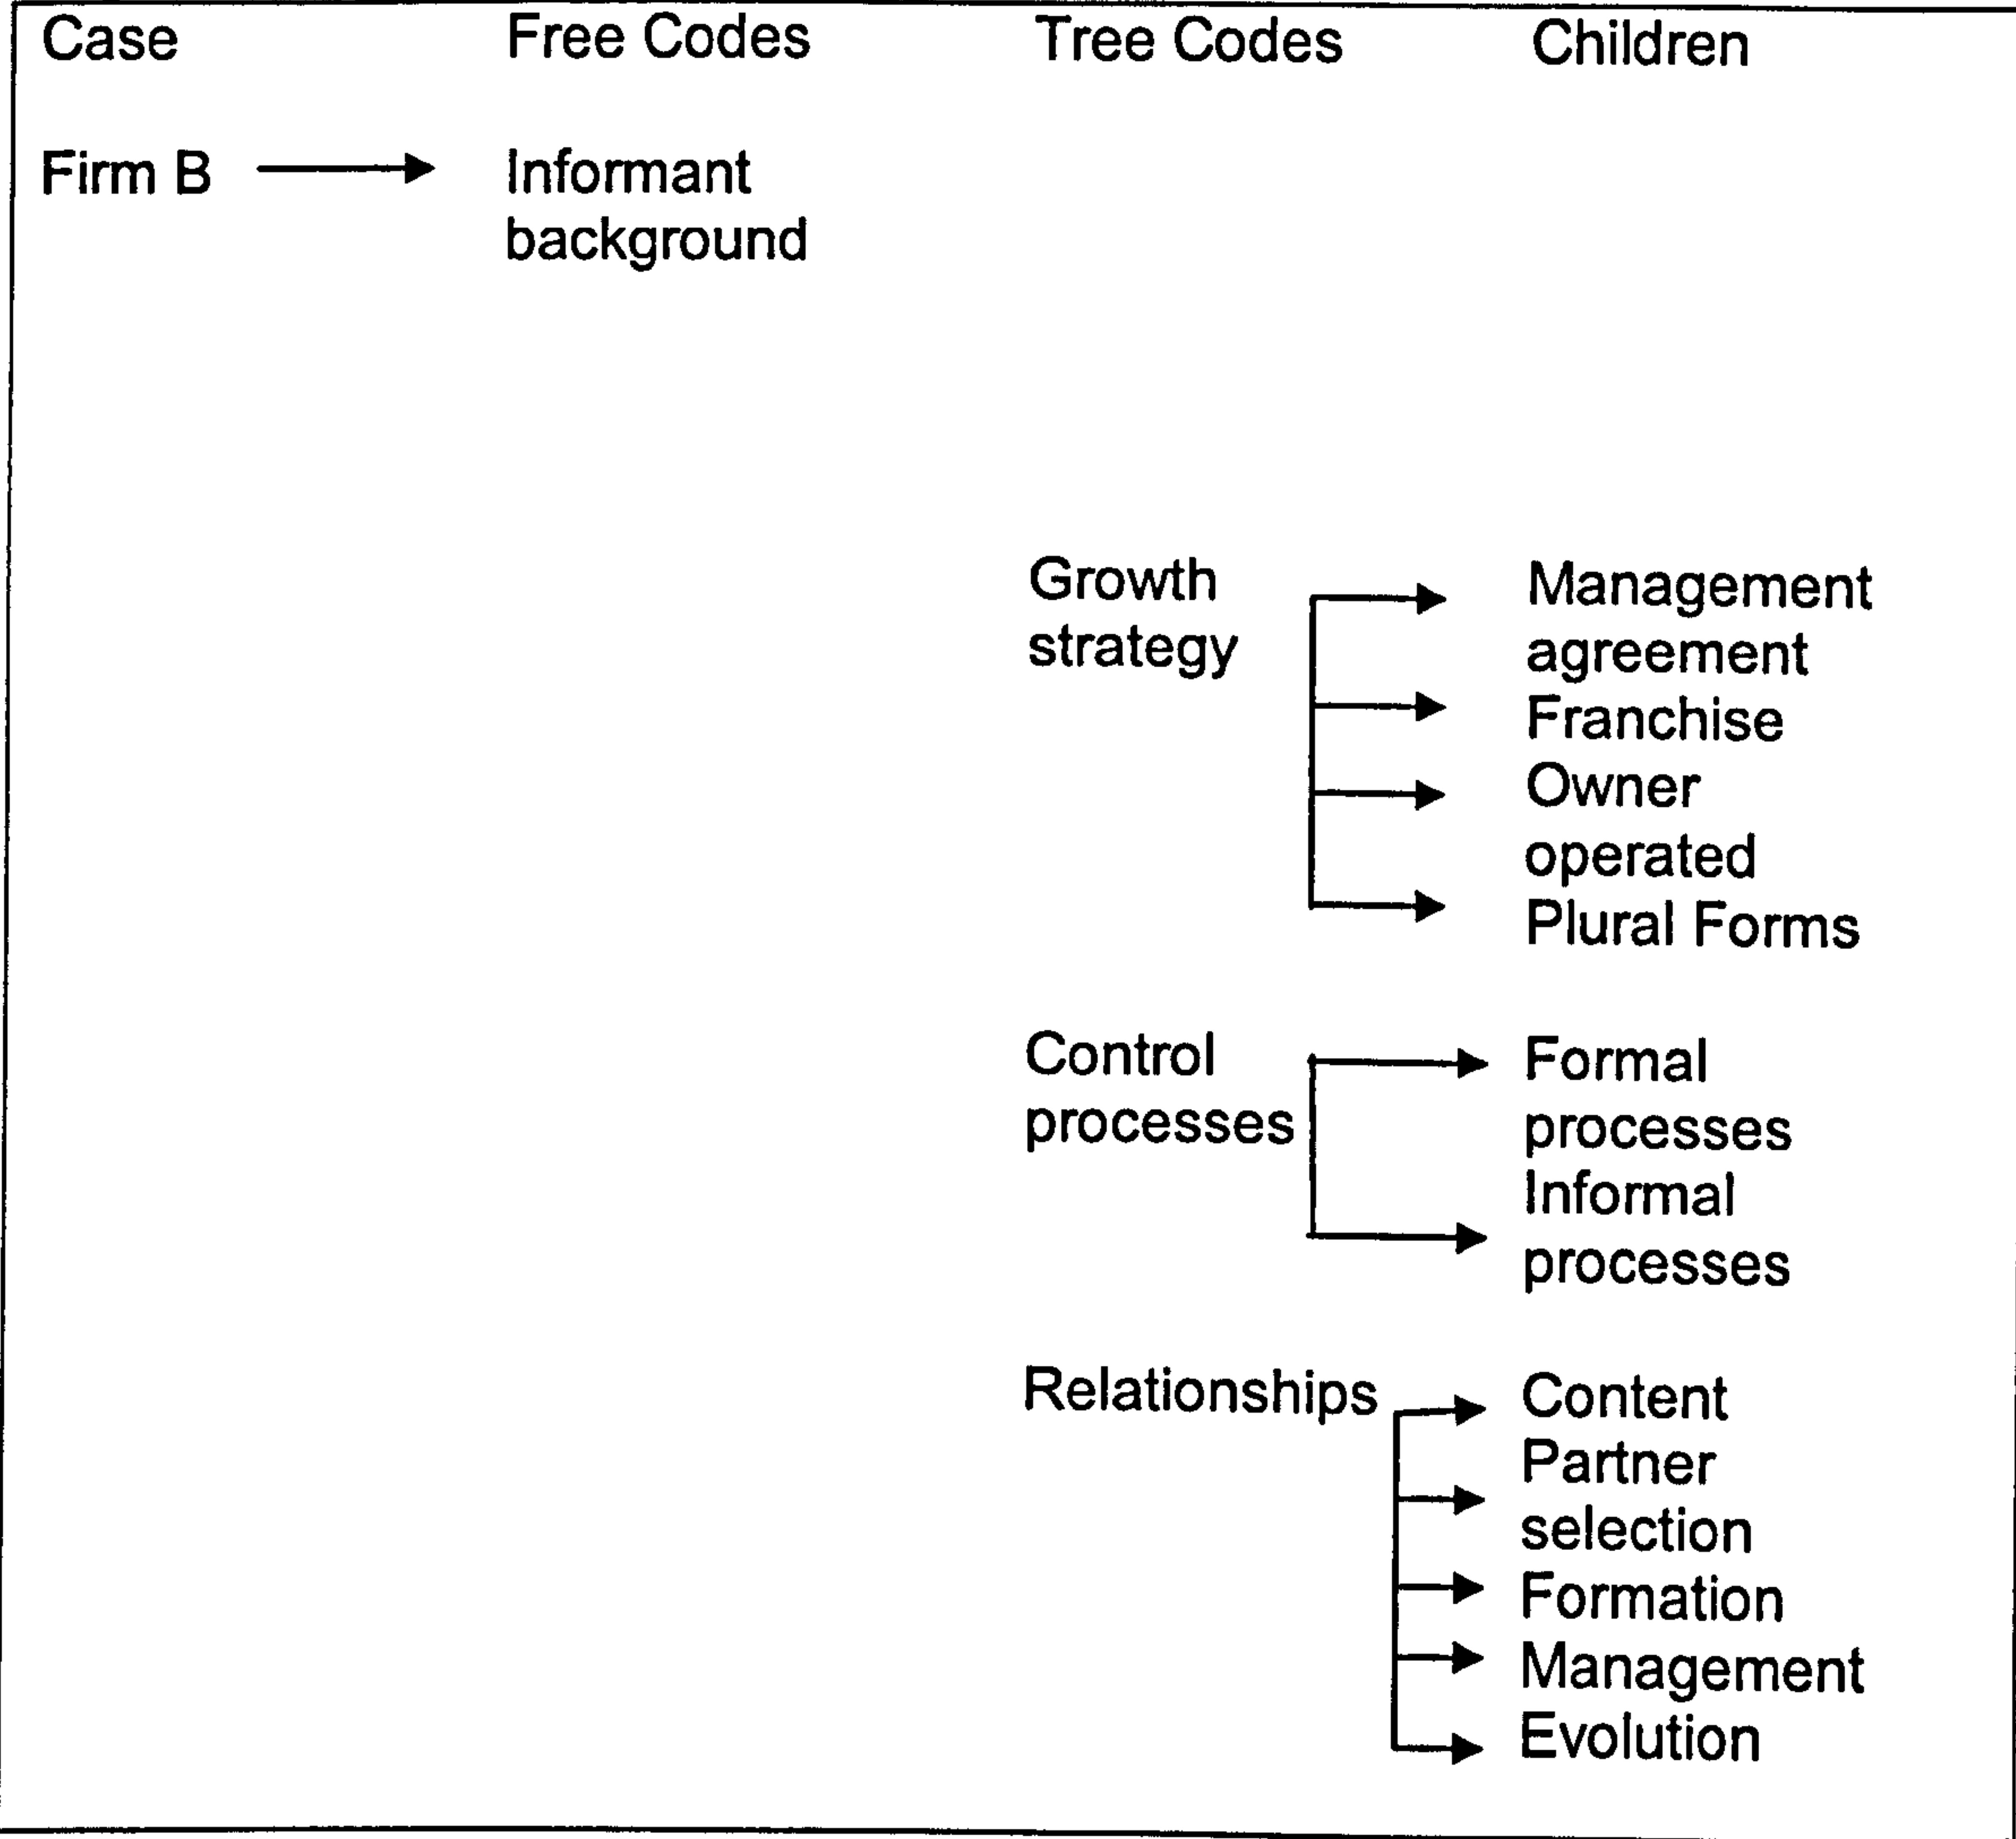 Case Free Codes Tree Codes Children
Firm B Informant
background
Growth
strategy
Management
agreement
Franchise
Owner
operated
Plural Forms
Control
processes
Formal
processes
Informal
processes
Relationships
Content
Partner
selection
Formation
Management
Evolution